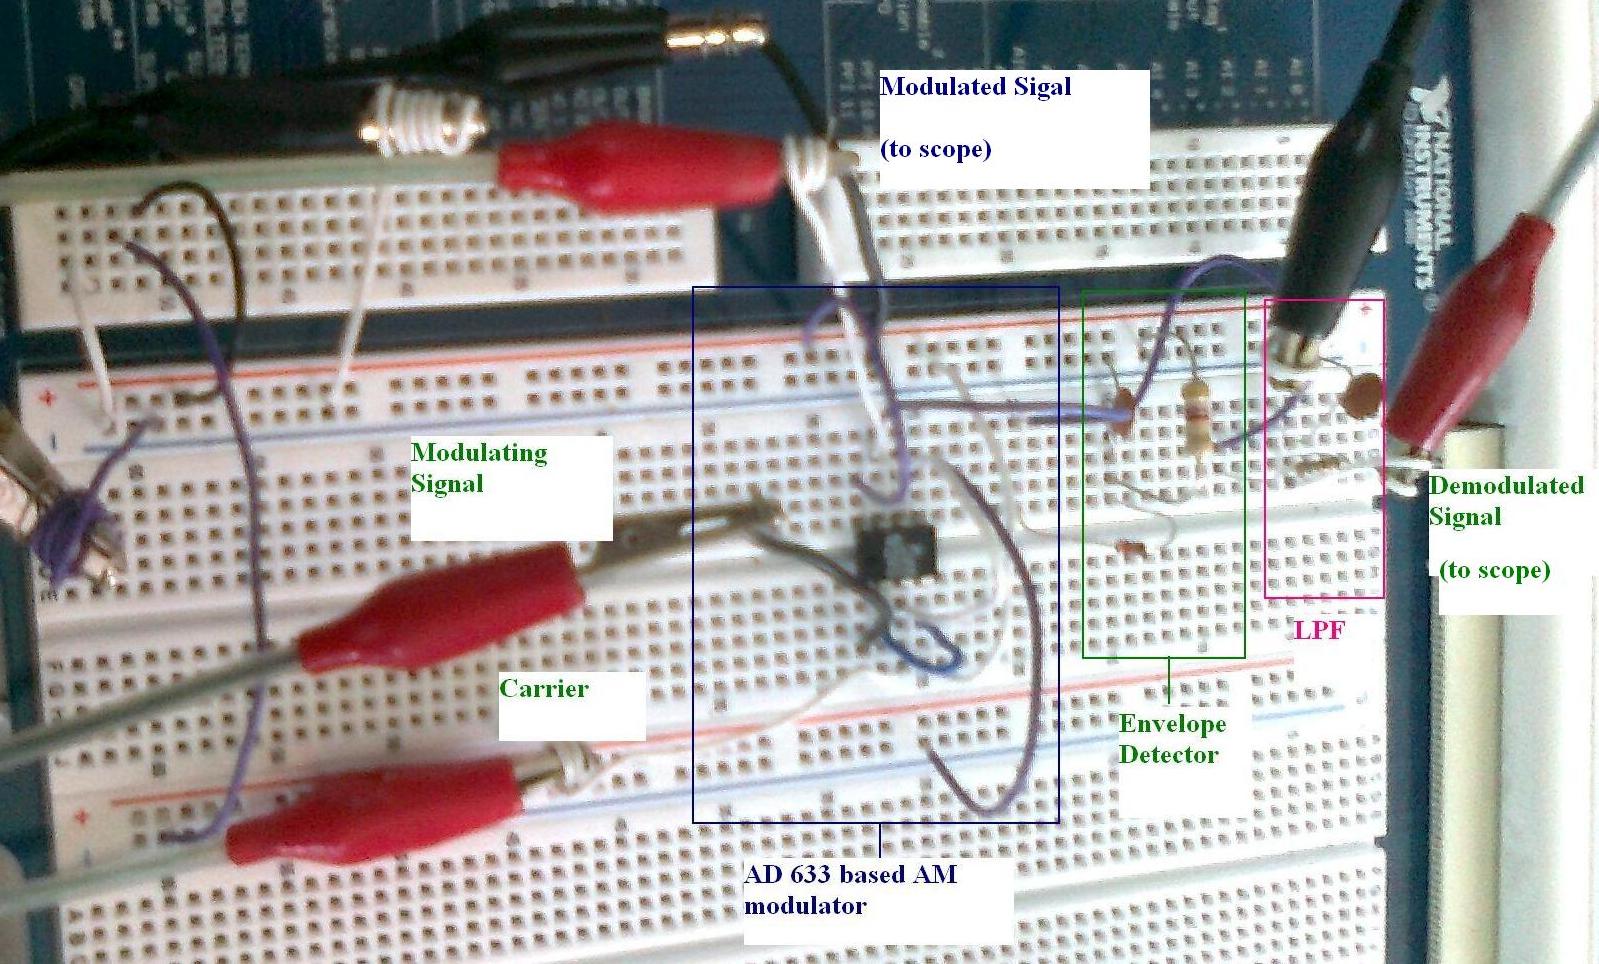 Modulated Sigal
(to scope)
NATIONAL
INSTRUMENTS
Modulating
Signal
Demodulated
Signal
(to scope)
LPF
Carrier
Envelope
Detector
AD 633 based AM
modulator